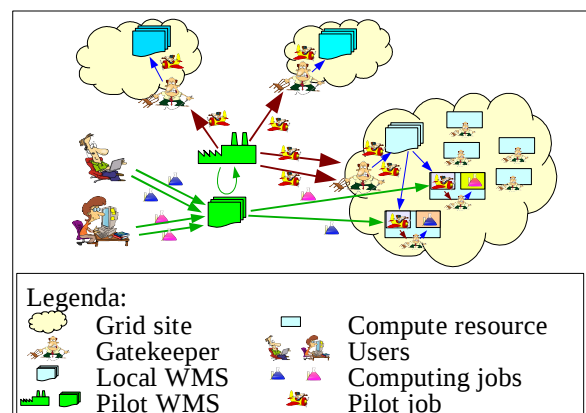 Legenda:
Grid site
Compute resource
Gatekeeper
Users
Local WMS
Computing jobs
Pilot WMS
Pilot job